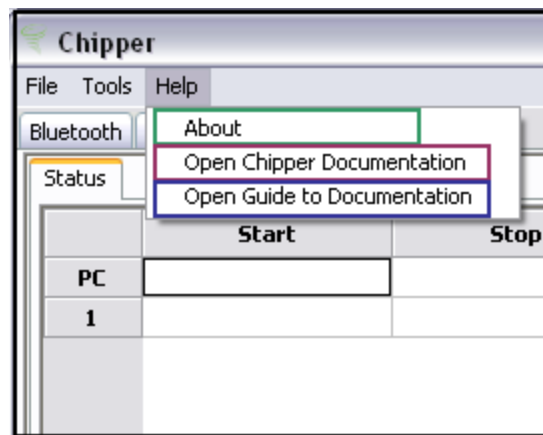 Chipper
File Tools Help
Bluetooth About
Open Chipper Documentation
Status
Open Guide to Documentation
Start Stop
PC
1